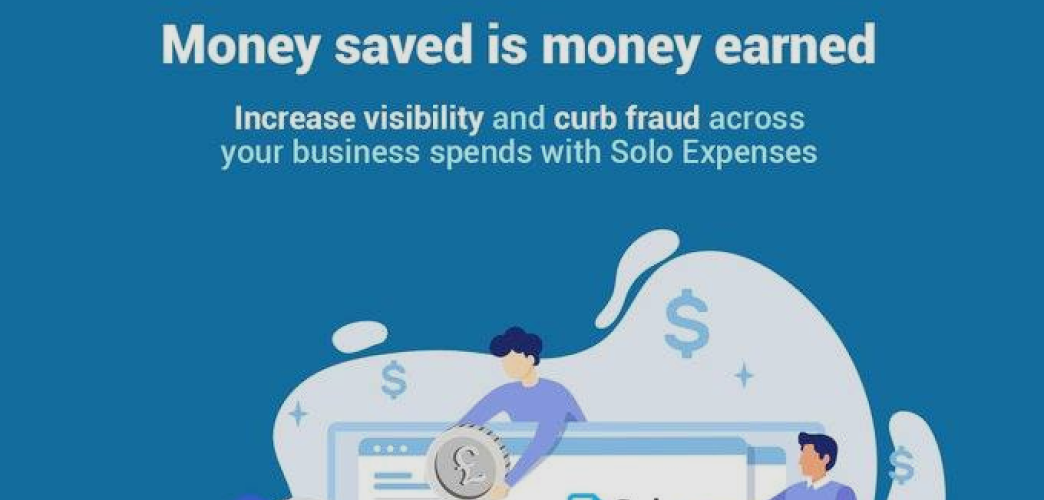 Money saved is money earned
Increase visibility and curb fraud across
your business spends with Solo Expenses
$
$
£
$